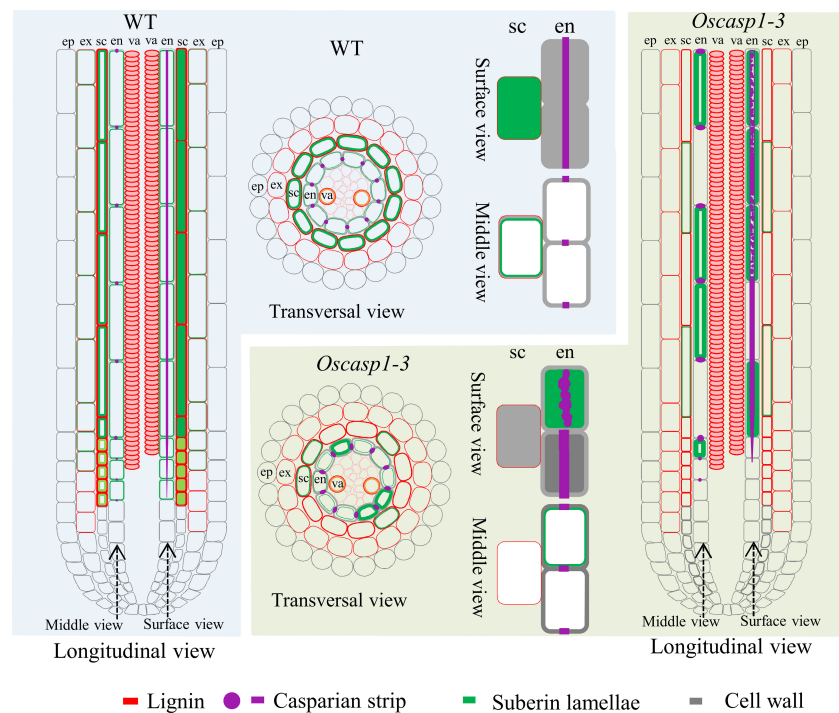 WT
ep ex sc en va va en sc ex ep
Middle view
Surface view
Longitudinal view
WT
ep ex sc en va
Transversal view
sc en
Surface view
Middle view
Oscasp1-3
ep ex sc en va
Transversal view
sc en
Surface view
Middle view
Oscasp1-3
ep ex sc en va va en sc ex ep
Middle view
Surface view
Longitudinal view
Lignin
Casparian strip
Suberin lamellae
Cell wall